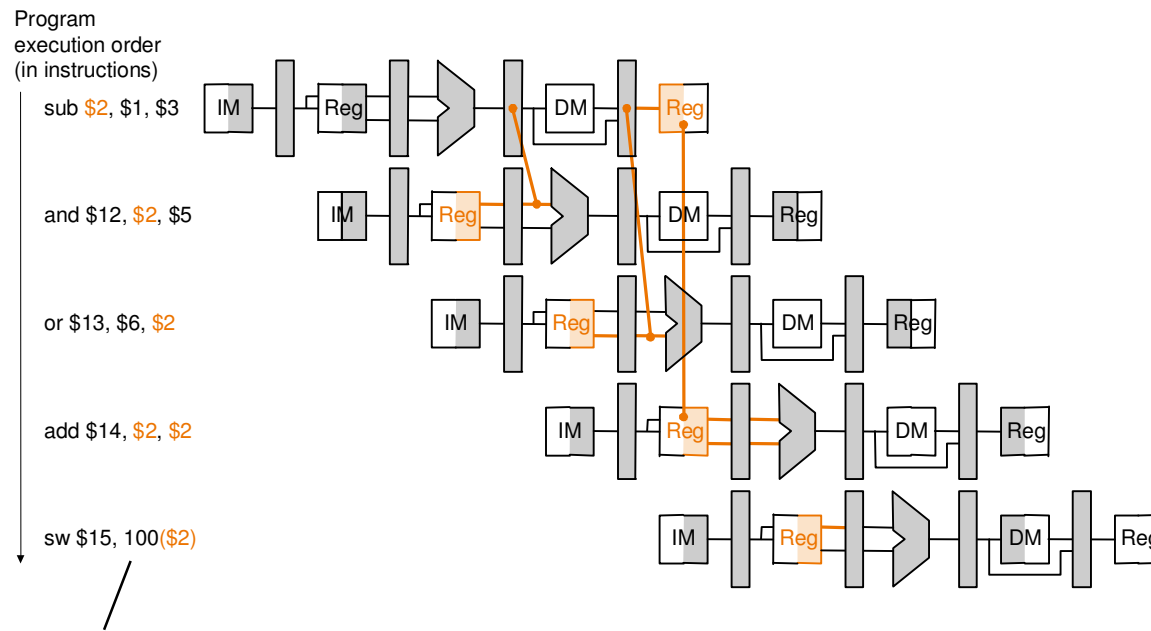 Program
execution order
(in instructions)
sub $2, $1, $3
IM
Reg
DM
Reg
and $12, $2, $5
IM
Reg
DM
Reg
or $13, $6, $2
IM
Reg
DM
Reg
add $14, $2, $2
IM
Reg
DM
Reg
sw $15, 100($2)
IM
Reg
DM
Reg